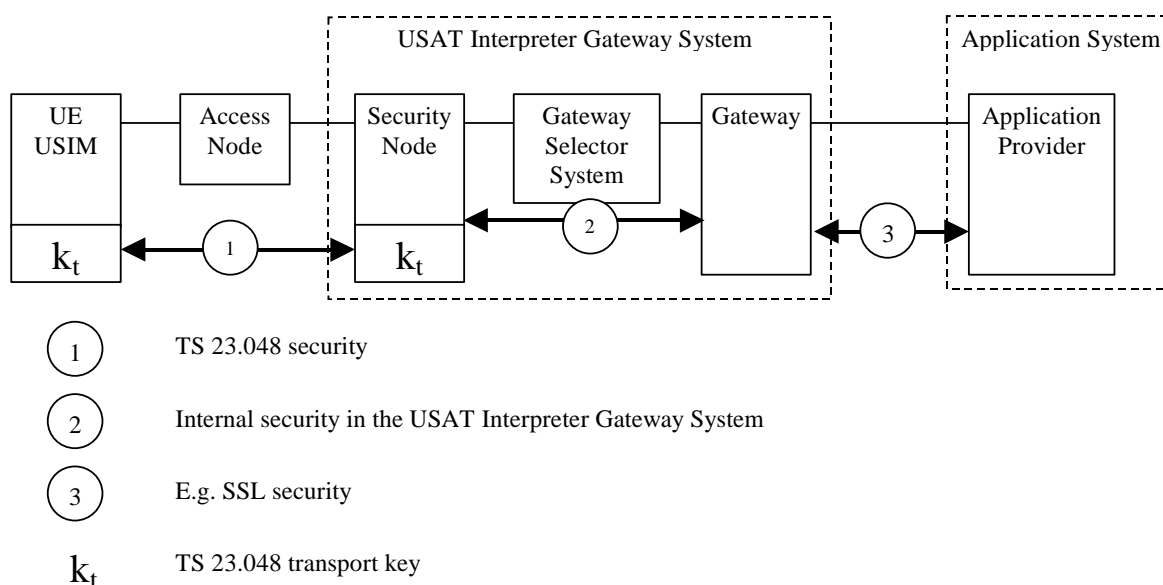 USAT Interpreter Gateway System
Application System
UE
USIM
Access
Node
Security
Node
Gateway
Selector
System
Gateway
Application
Provider
kt
1
kt
2
3
1
TS 23.048 security
2
Internal security in the USAT Interpreter Gateway System
3
E.g. SSL security
kt
TS 23.048 transport key